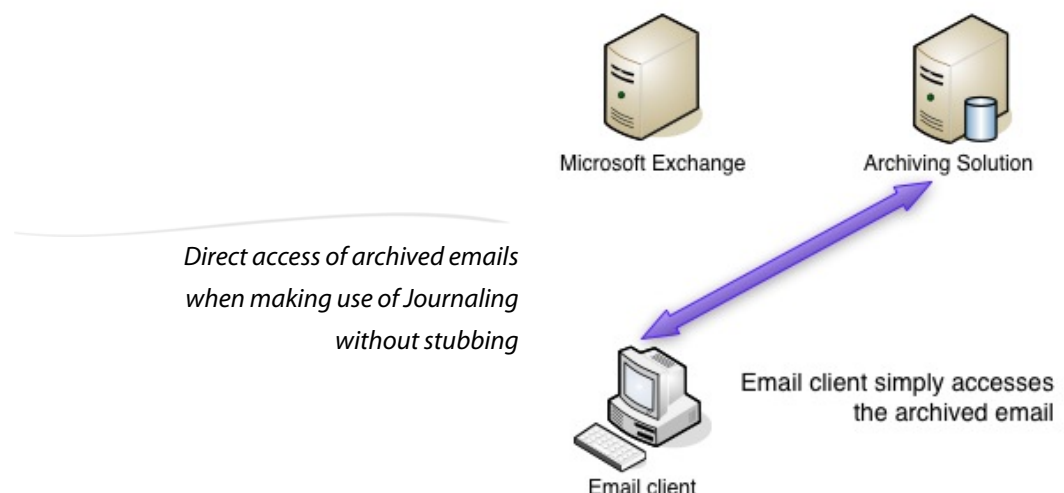 Microsoft Exchange
Archiving Solution
Direct access of archived emails
when making use of Journaling
without stubbing
Email client simply accesses
the archived email
Email client